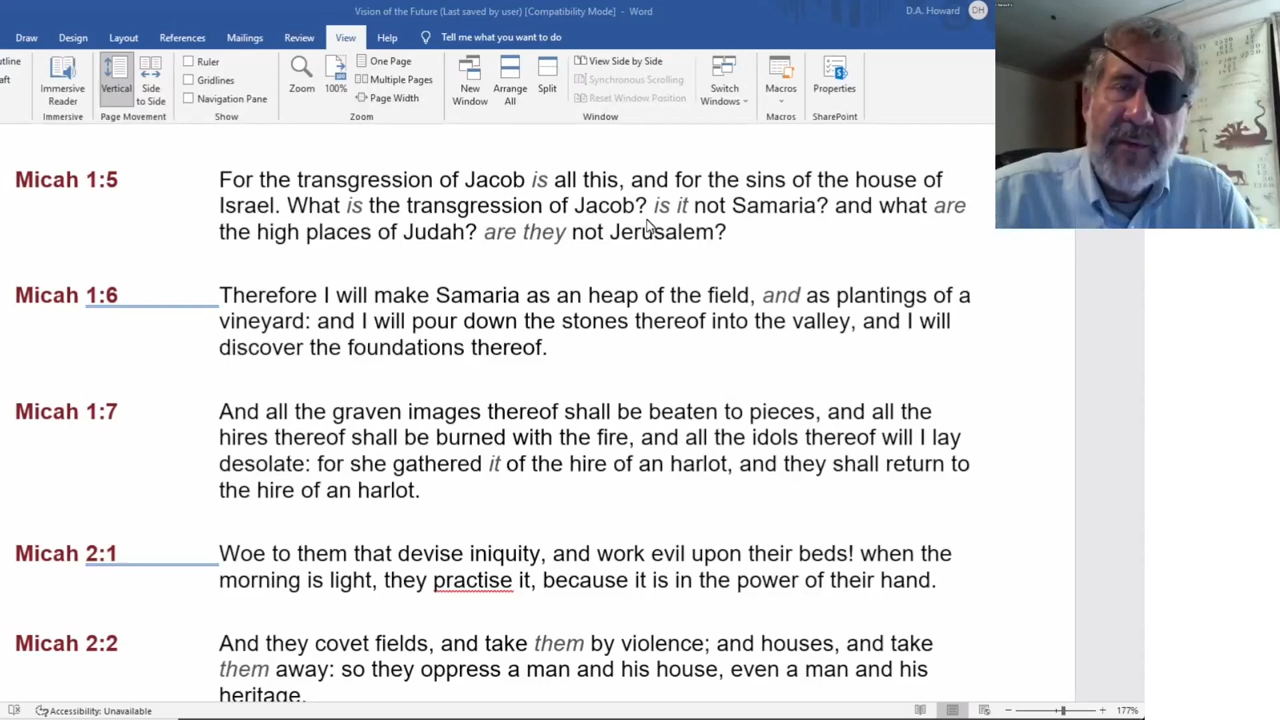 Vision of the Future (Last saved by user) [Compatibility Mode] - Word
D.A. Howard DH
Draw Design Layout References Mailings Review View Help Tell me what you want to do
Immersive Reader
Vertical
Side to Side
Ruler
Gridlines
Navigation Pane
Zoom
100%
One Page
Multiple Pages
Page Width
New Window
Arrange All
Split
View Side by Side
Synchronous Scrolling
Reset Window Position
Switch Windows
Macros
Properties
Immersive Page Movement Show Zoom Window Macros SharePoint
Micah 1:5 For the transgression of Jacob is all this, and for the sins of the house of
Israel. What is the transgression of Jacob? is it not Samaria? and what are
the high places of Judah? are they not Jerusalem?
Micah 1:6 Therefore I will make Samaria as an heap of the field, and as plantings of a
vineyard: and I will pour down the stones thereof into the valley, and I will
discover the foundations thereof.
Micah 1:7 And all the graven images thereof shall be beaten to pieces, and all the
hires thereof shall be burned with the fire, and all the idols thereof will I lay
desolate: for she gathered it of the hire of an harlot, and they shall return to
the hire of an harlot.
Micah 2:1 Woe to them that devise iniquity, and work evil upon their beds! when the
morning is light, they practise it, because it is in the power of their hand.
Micah 2:2 And they covet fields, and take them by violence; and houses, and take
them away: so they oppress a man and his house, even a man and his
heritage.
Accessibility: Unavailable
177%